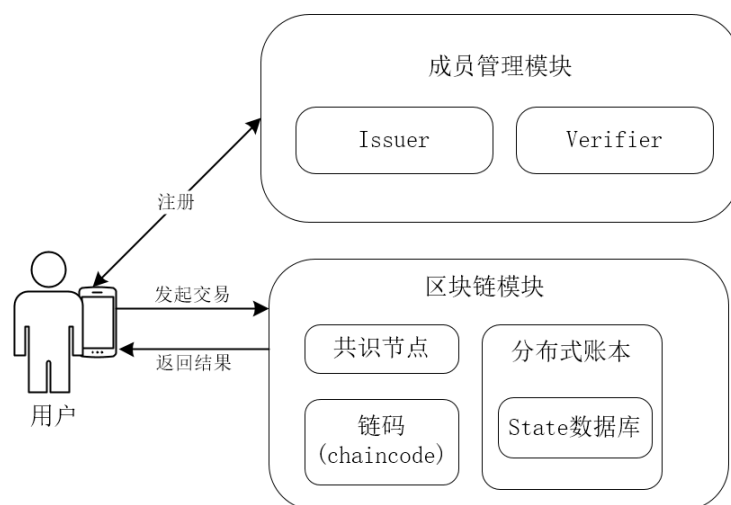 成员管理模块
Issuer
Verifier
注册
区块链模块
发起交易
返回结果
共识节点
分布式账本
链码
(chaincode)
State数据库
用户